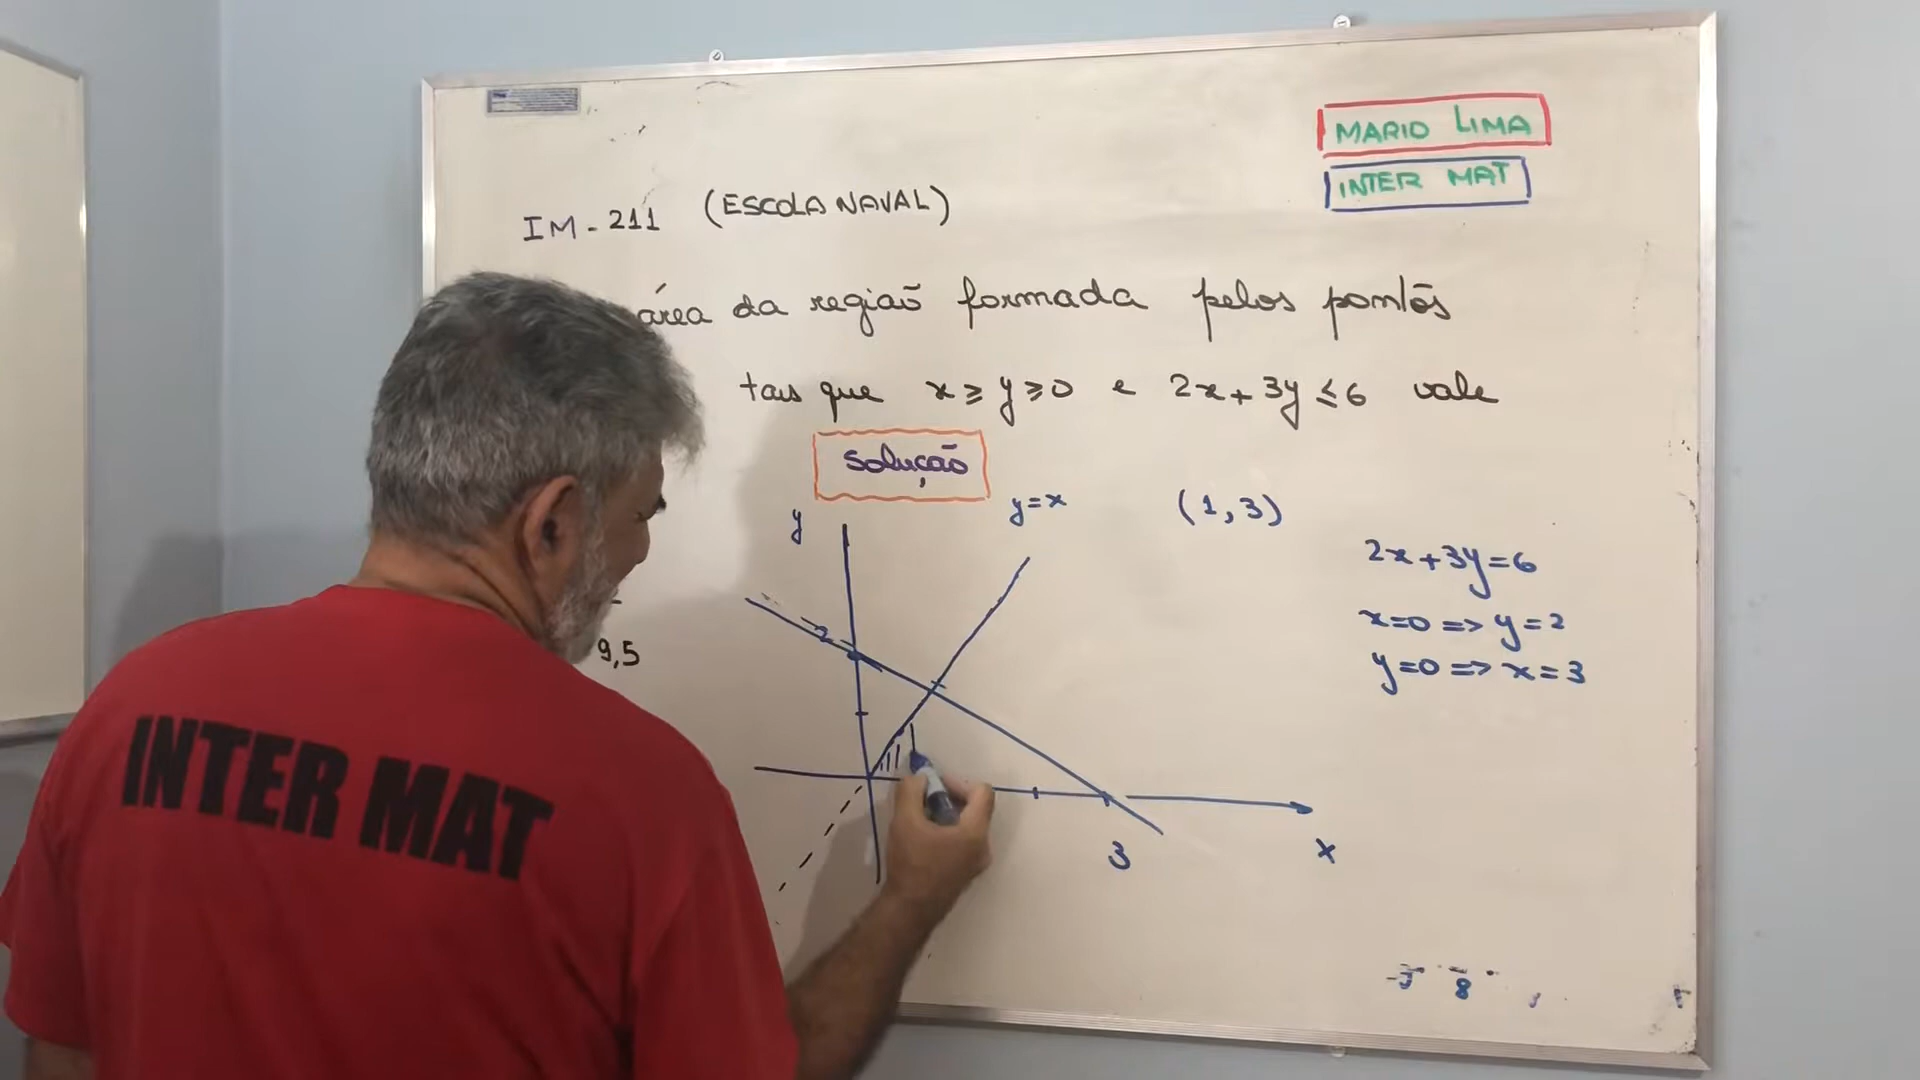 MARIO LIMA
INTER MAT
IM - 211 (ESCOLA NAVAL)
área da região formada pelos pontos
tais que x ≥ y ≥ 0 e 2x + 3y ≤ 6 vale
solução
y
y = x
(1, 3)
2x + 3y = 6
x = 0 => y = 2
y = 0 => x = 3
2
9,5
3
x
8
INTER MAT